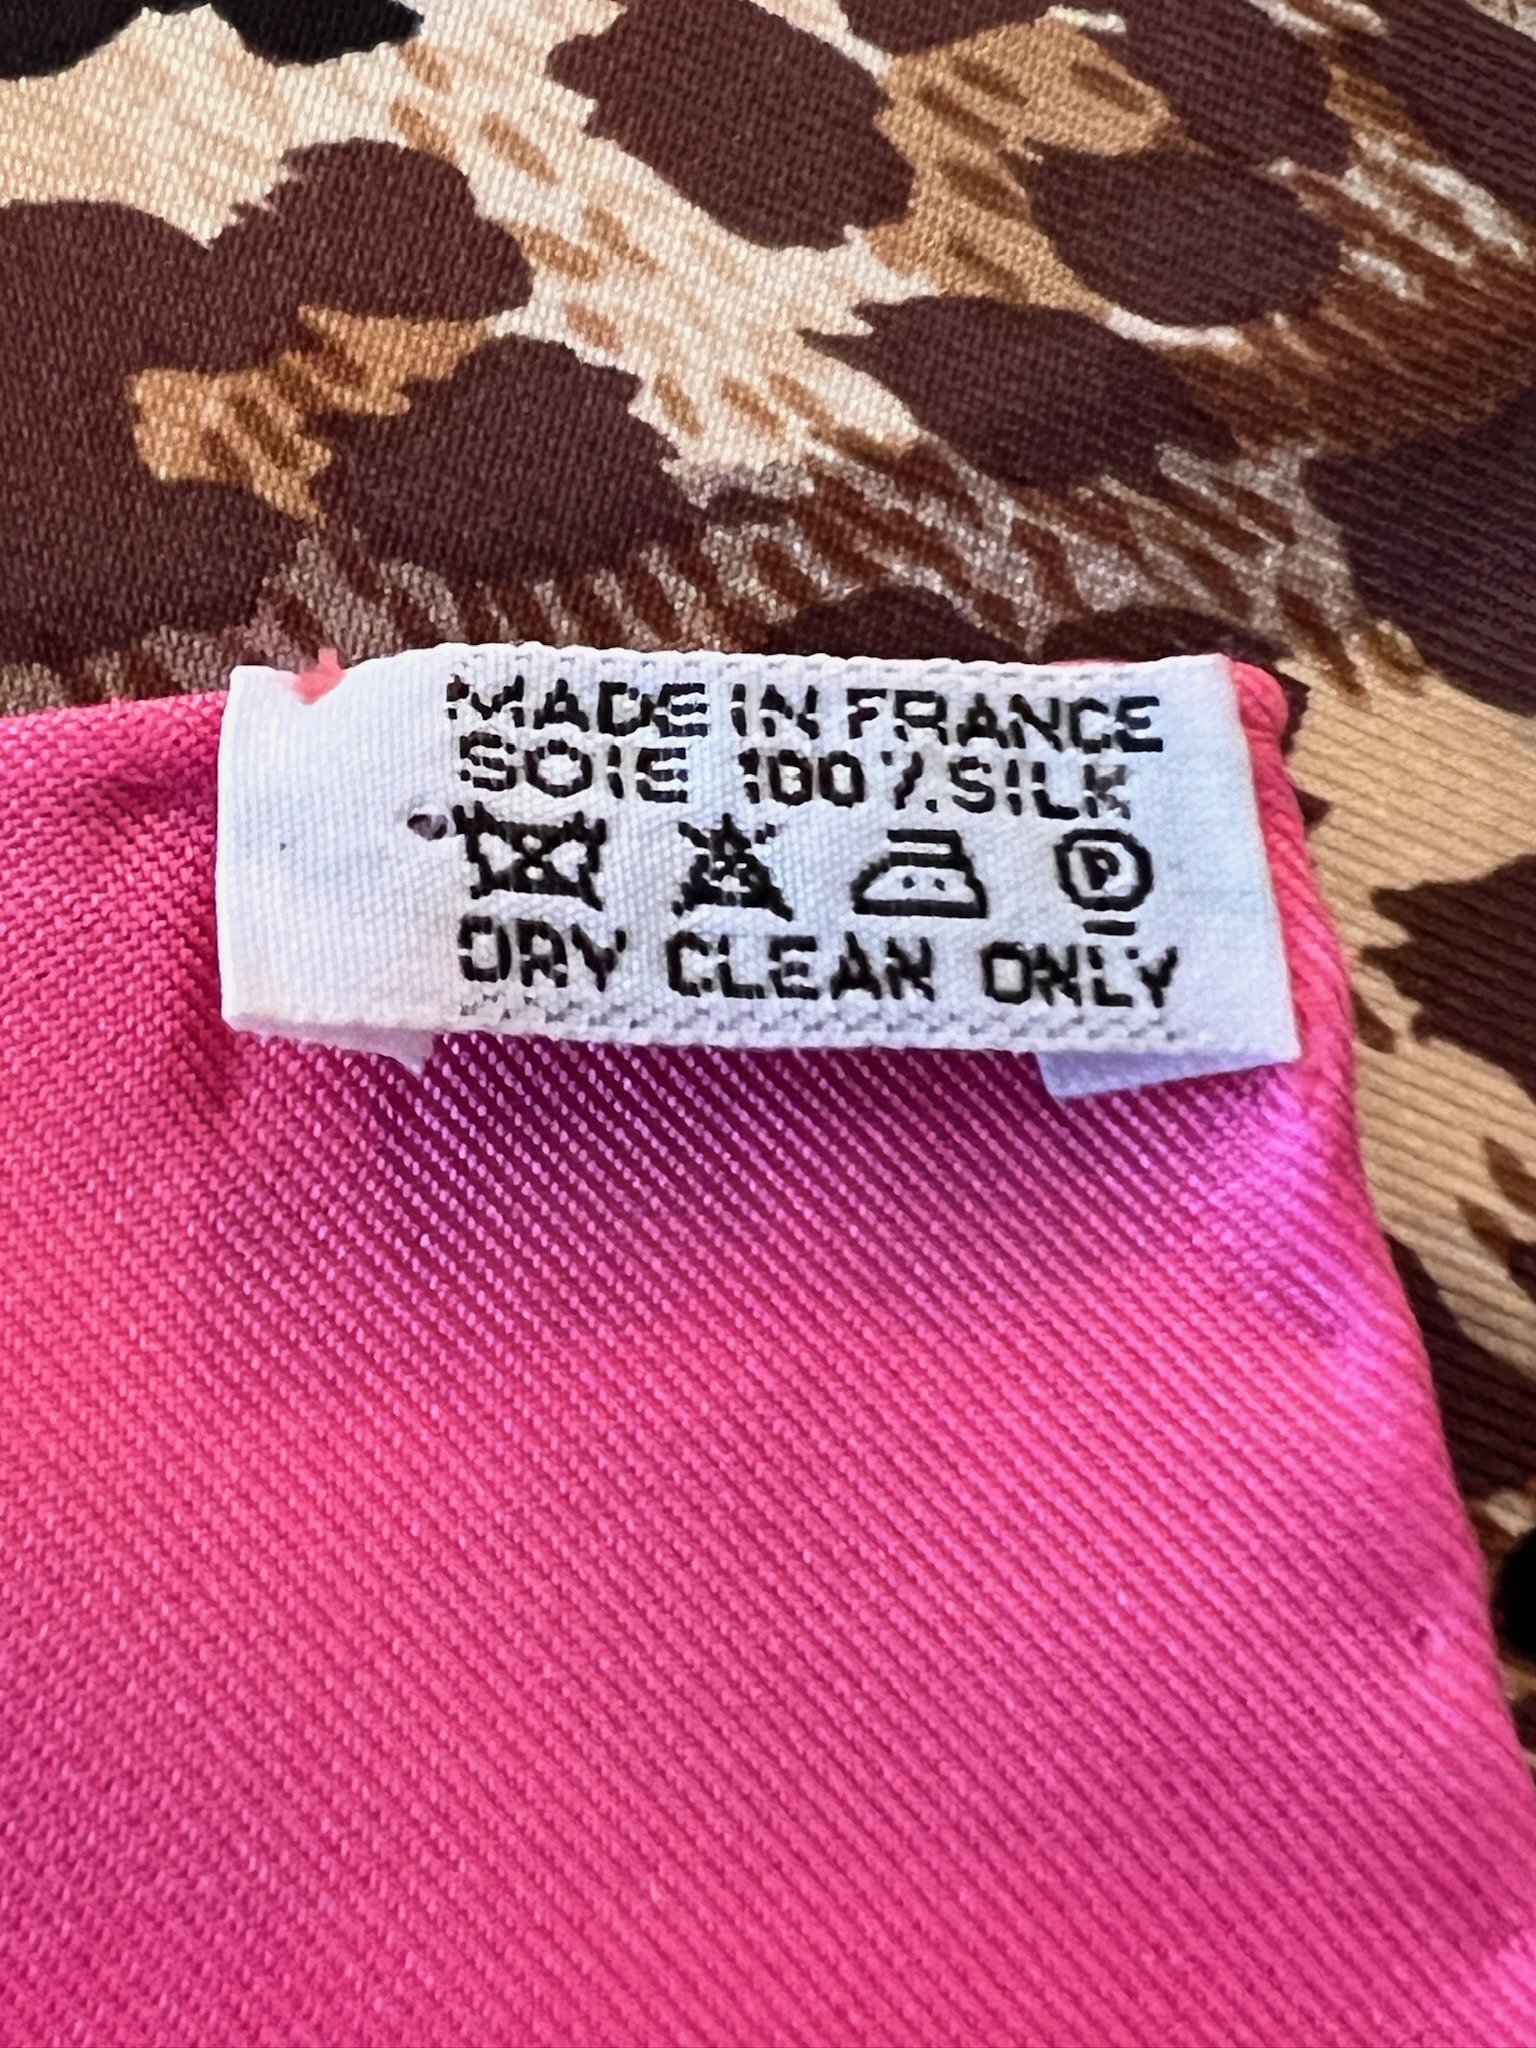 MADE IN FRANCE
SOIE 100% SILK
P
DRY CLEAN ONLY